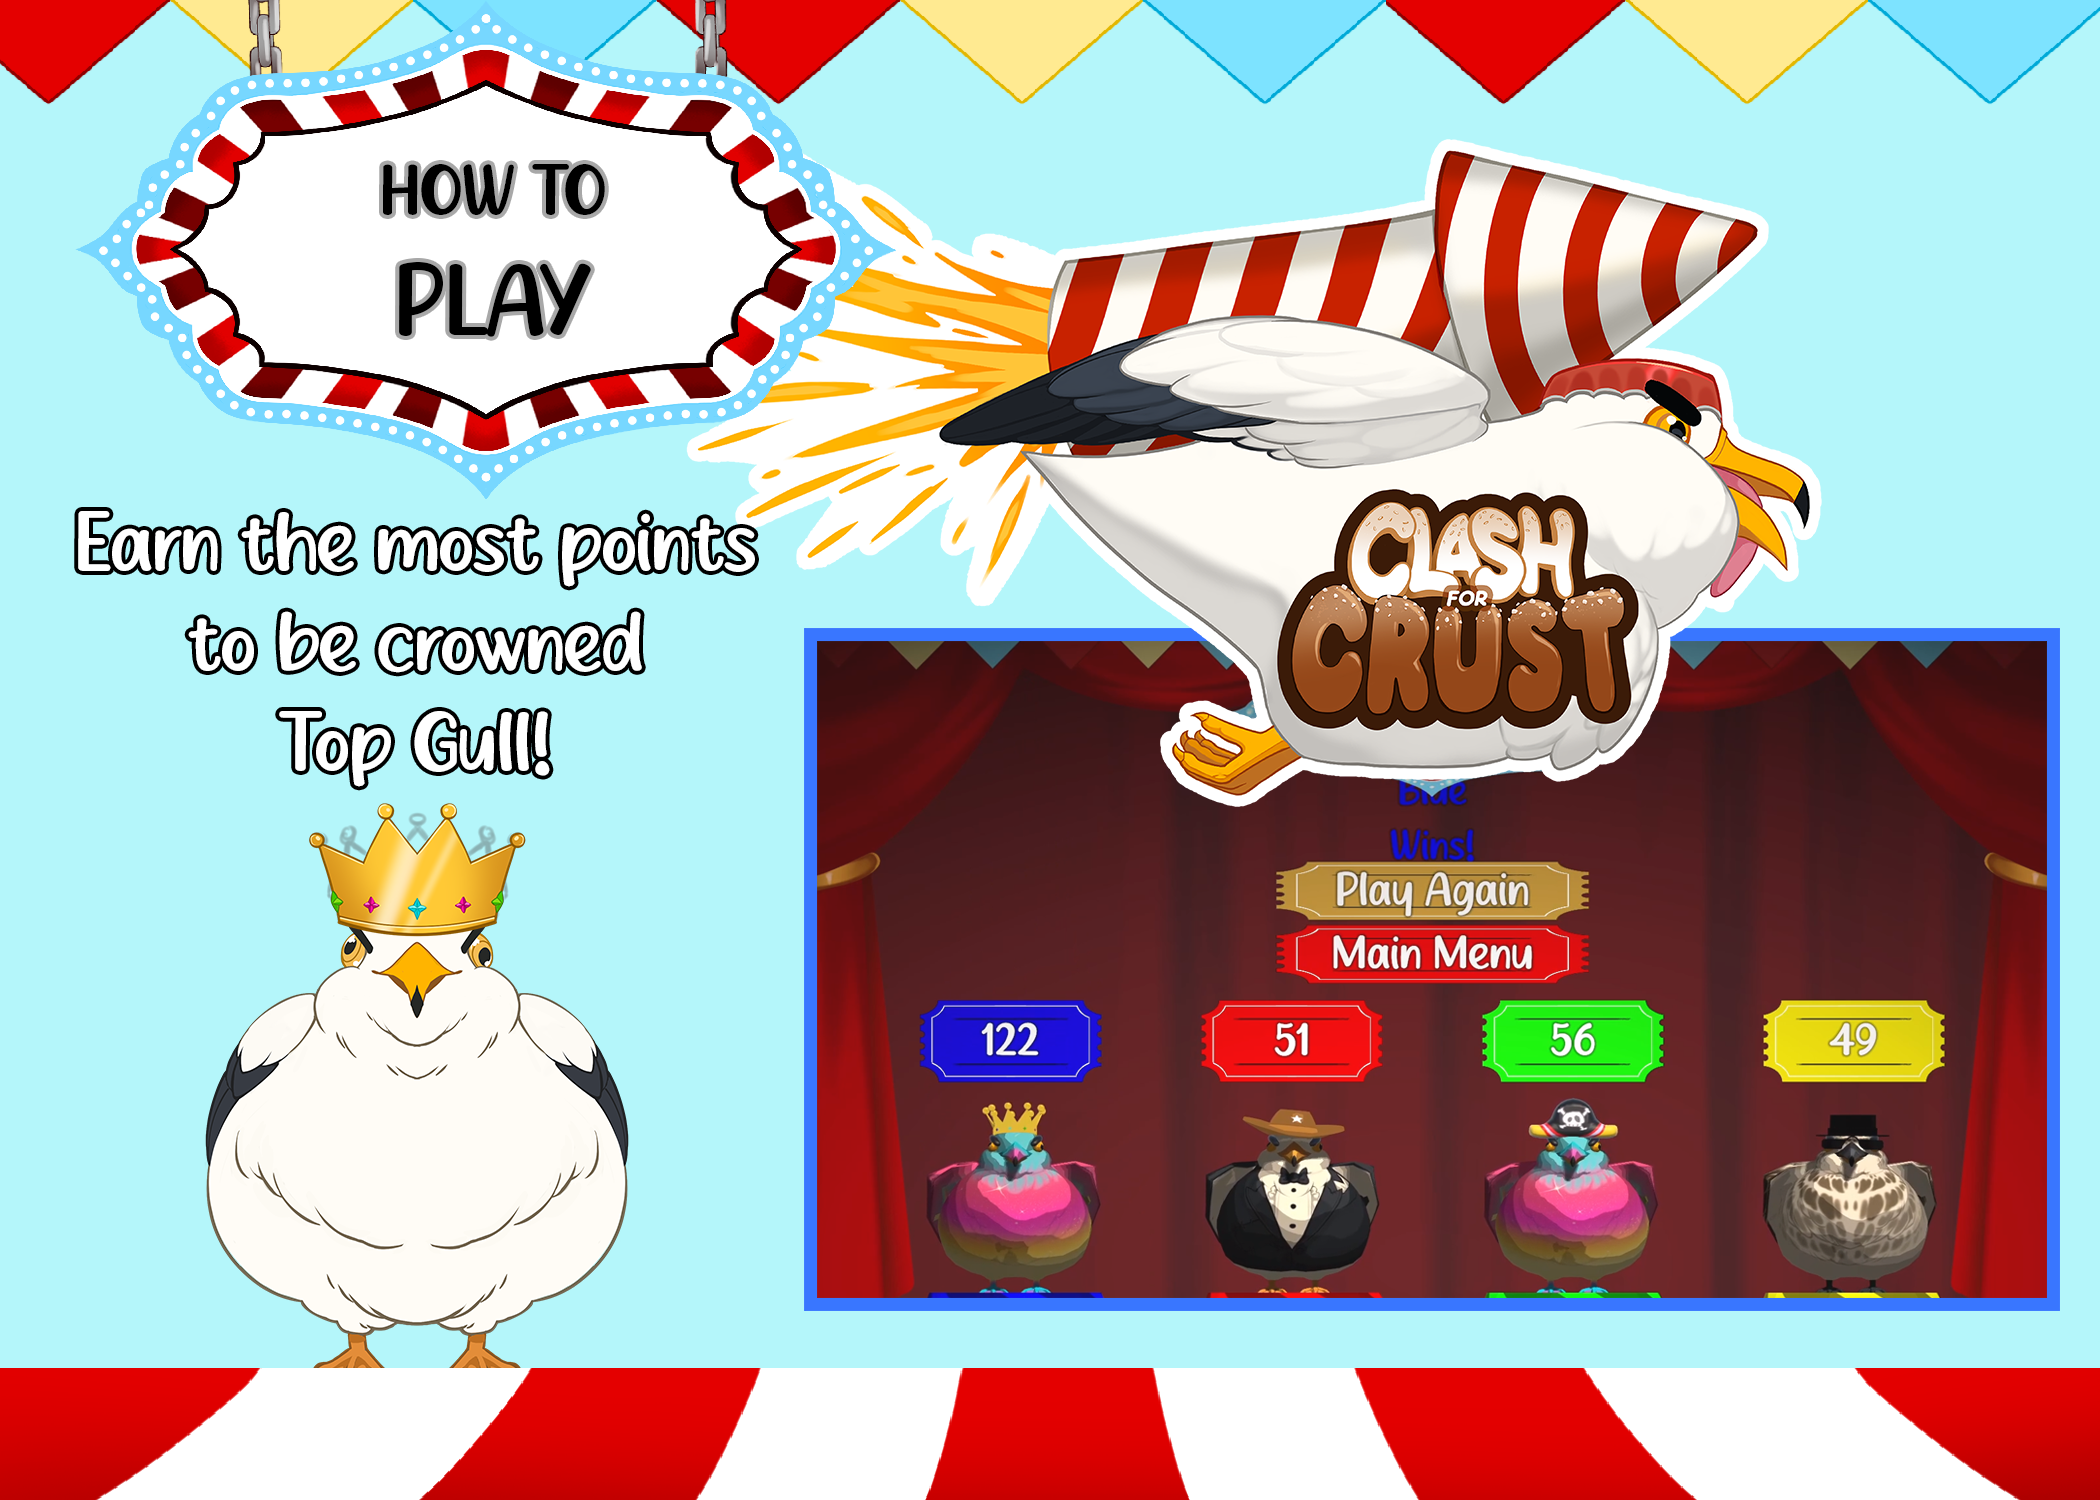 HOW TO
PLAY
Earn the most points
to be crowned
Top Gull!
CLASH
FOR
CRUST
Blue
Wins!
Play Again
Main Menu
122
51
56
49